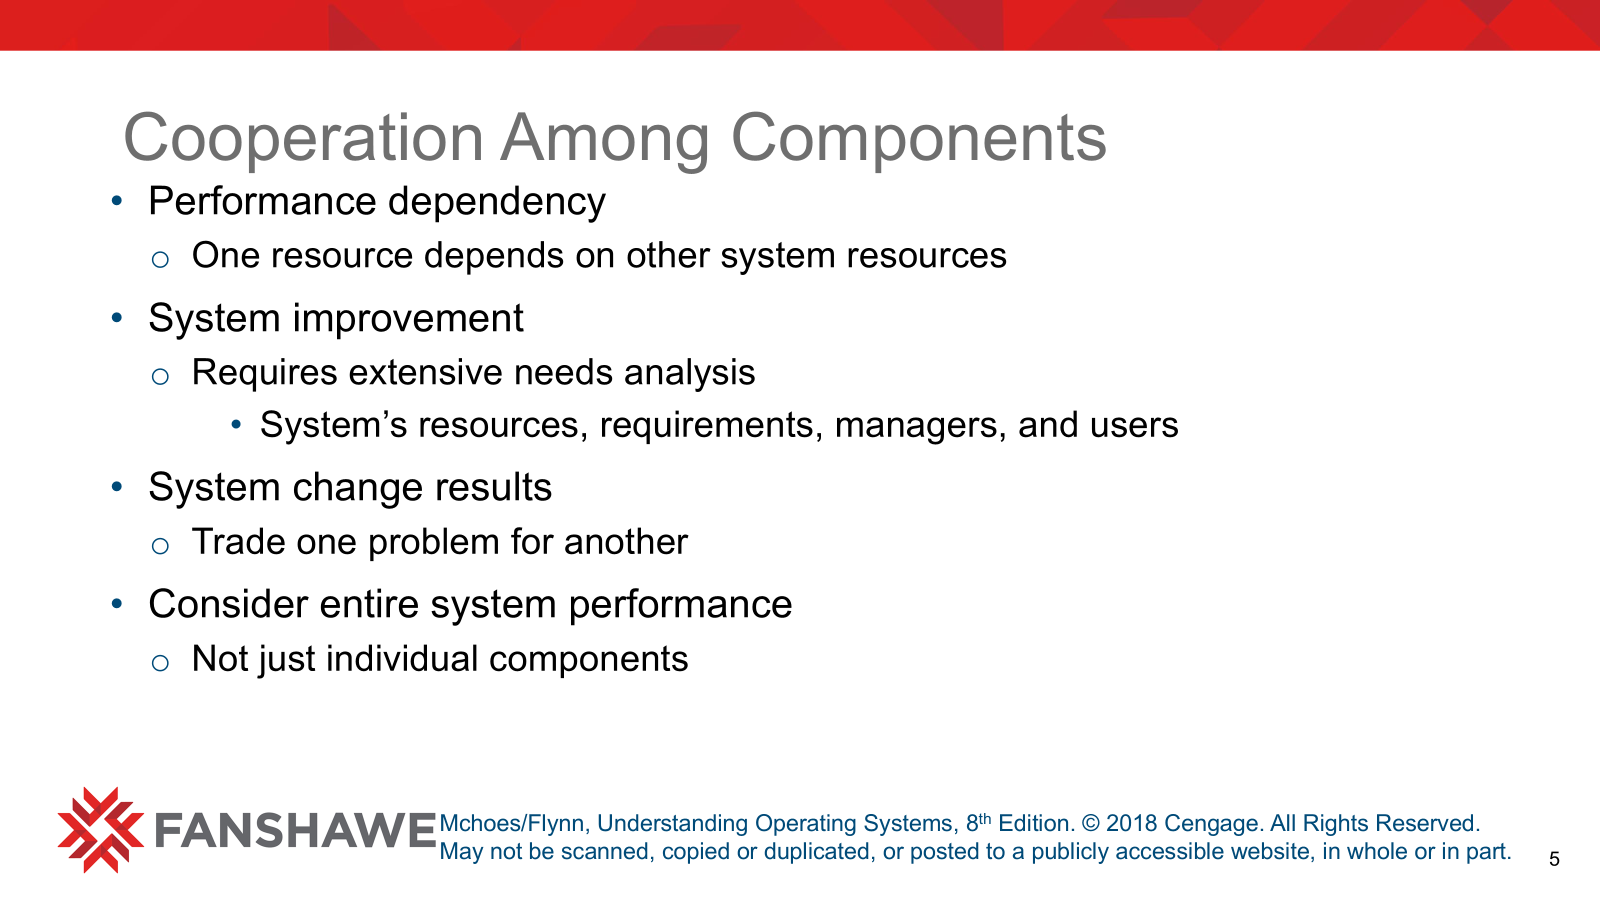 Cooperation Among Components
• Performance dependency
o One resource depends on other system resources
• System improvement
o Requires extensive needs analysis
• System’s resources, requirements, managers, and users
• System change results
o Trade one problem for another
• Consider entire system performance
o Not just individual components
FANSHAWE
Mchoes/Flynn, Understanding Operating Systems, 8th Edition. © 2018 Cengage. All Rights Reserved.
May not be scanned, copied or duplicated, or posted to a publicly accessible website, in whole or in part.
5